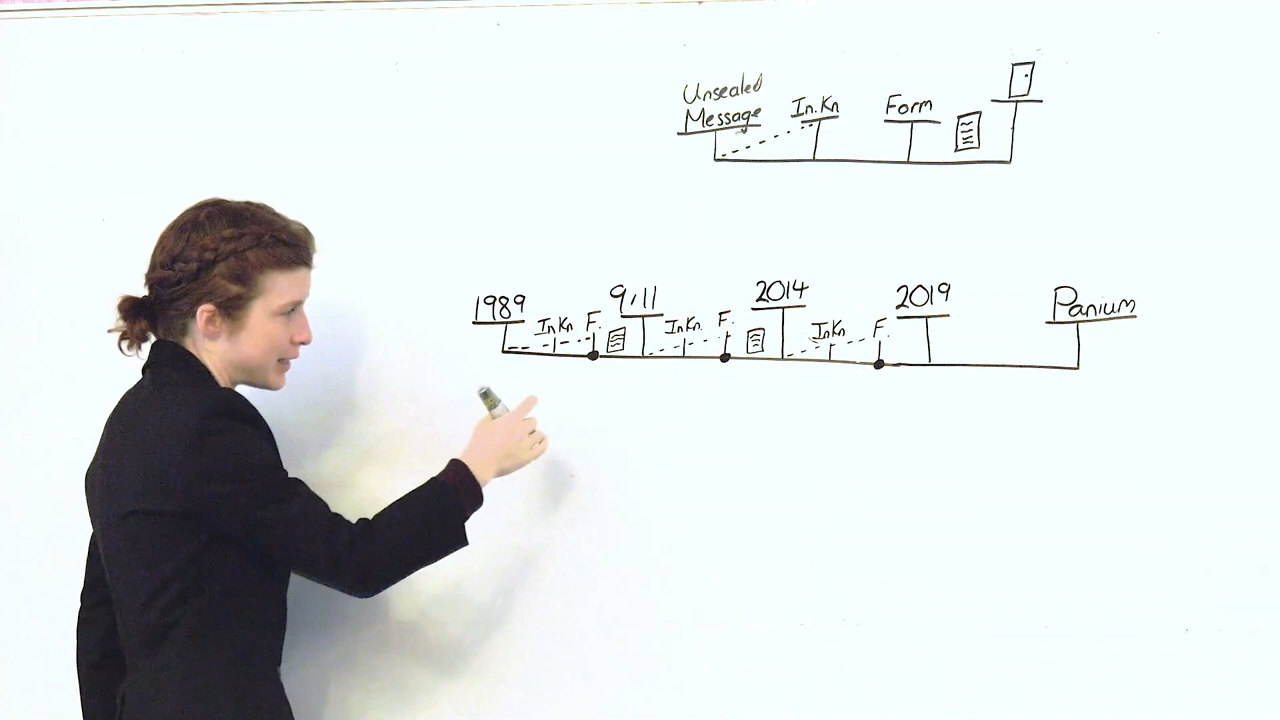 Unsealed
Message
In.Kn
Form
1989
In Kn
F.
9/11
In Kn.
F.
2014
In Kn
F.
2019
Panium